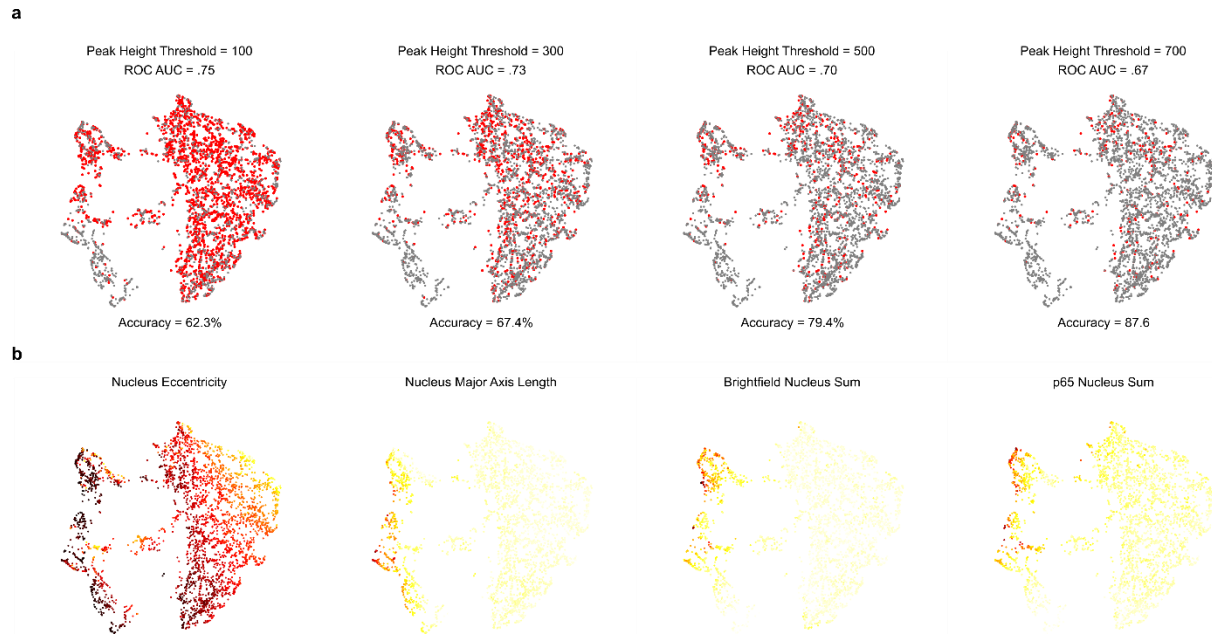 a
Peak Height Threshold = 100
ROC AUC = .75
Peak Height Threshold = 300
ROC AUC = .73
Peak Height Threshold = 500
ROC AUC = .70
Peak Height Threshold = 700
ROC AUC = .67
Accuracy = 62.3%
Accuracy = 67.4%
Accuracy = 79.4%
Accuracy = 87.6
b
Nucleus Eccentricity
Nucleus Major Axis Length
Brightfield Nucleus Sum
p65 Nucleus Sum